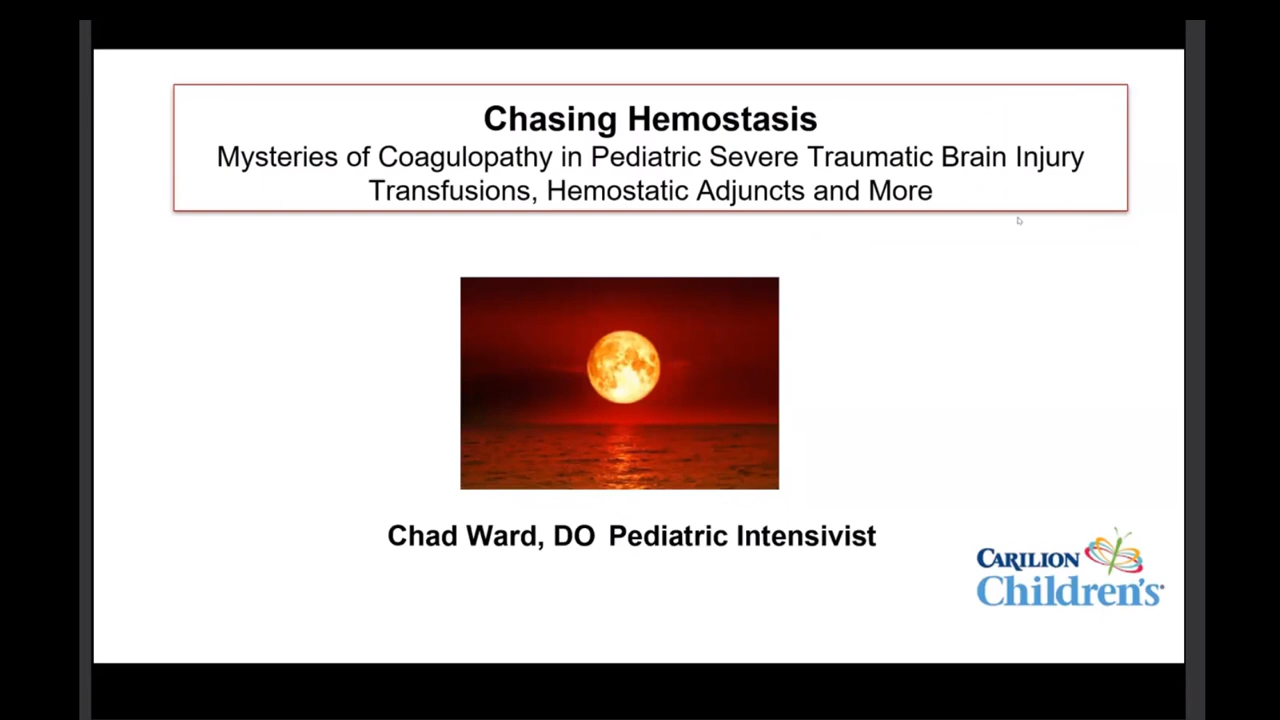 Chasing Hemostasis
Mysteries of Coagulopathy in Pediatric Severe Traumatic Brain Injury
Transfusions, Hemostatic Adjuncts and More
Chad Ward, DO Pediatric Intensivist
CARILION
Children's